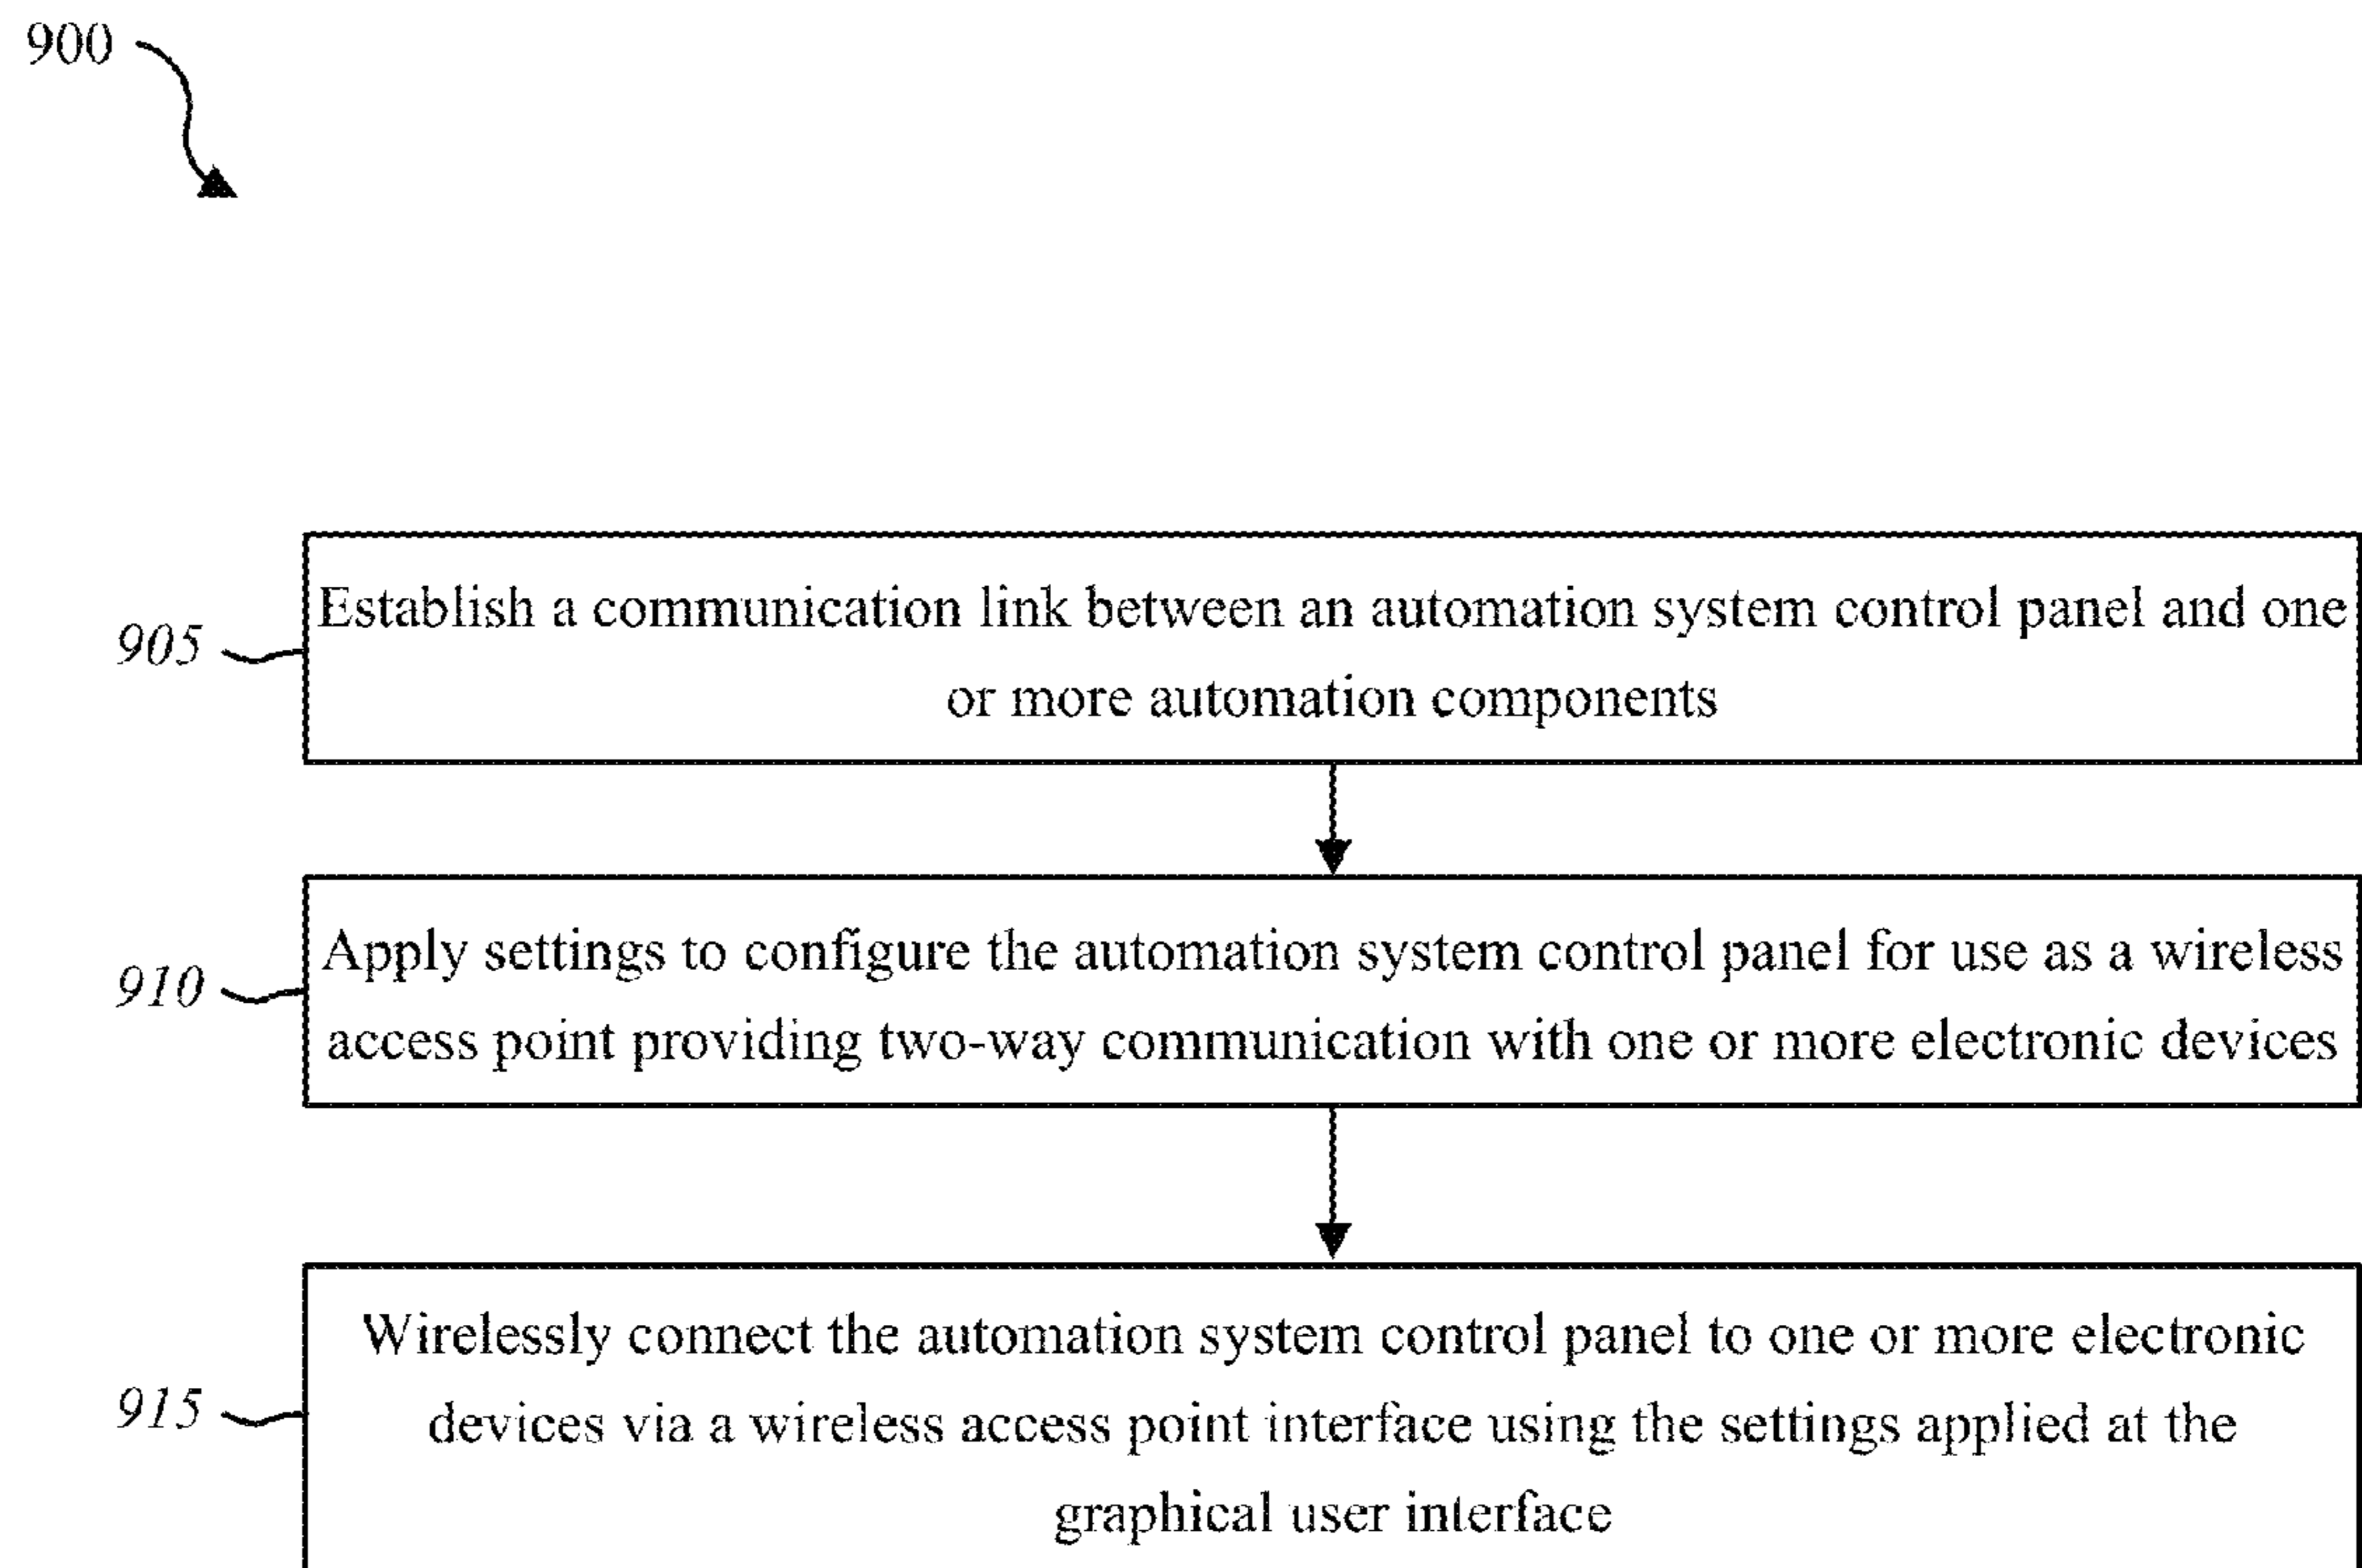 900
Establish a communication link between an automation system control panel and one
905
or more automation components
Apply settings to configure the automation system control panel for use as a wireless
910
access point providing two-way communication with one or more electronic devices
Wirelessly connect the automation system control panel to one or more electronic
915
devices via a wireless access point interface using the settings applied at the
graphical user interface